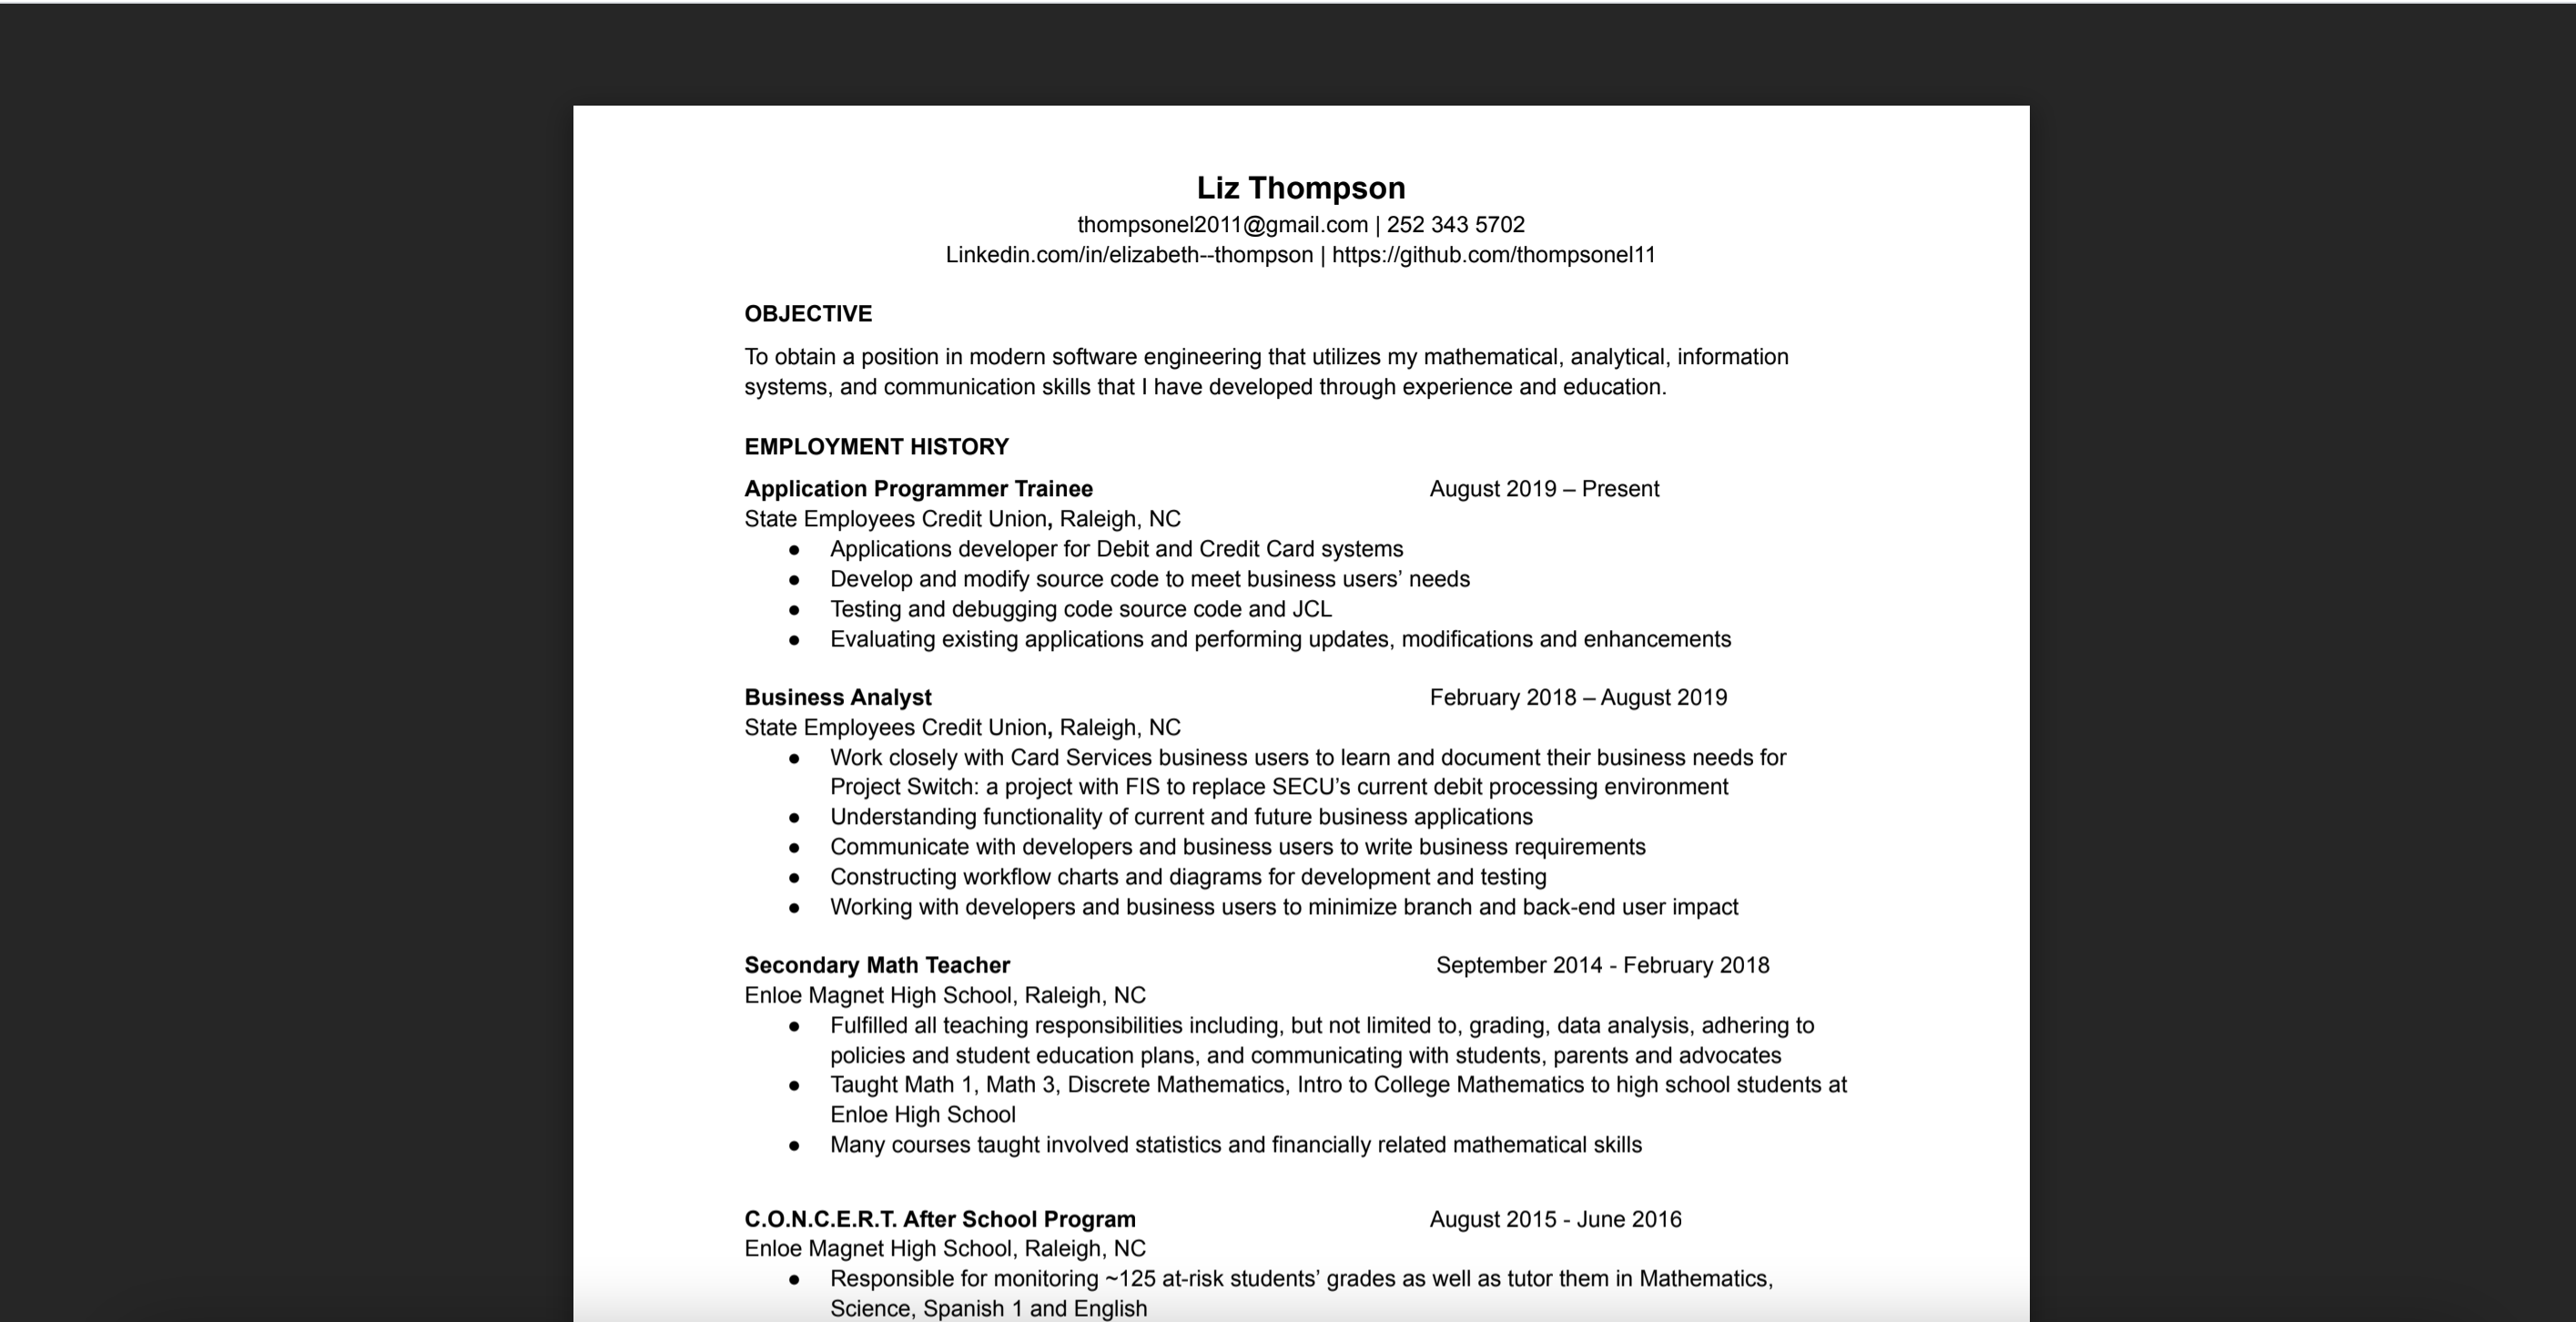 Liz Thompson
thompsonel2011@gmail.com | 252 343 5702
Linkedin.com/in/elizabeth--thompson | https://github.com/thompsonel11
OBJECTIVE
To obtain a position in modern software engineering that utilizes my mathematical, analytical, information
systems, and communication skills that I have developed through experience and education.
EMPLOYMENT HISTORY
Application Programmer Trainee August 2019 – Present
State Employees Credit Union, Raleigh, NC
● Applications developer for Debit and Credit Card systems
● Develop and modify source code to meet business users’ needs
● Testing and debugging code source code and JCL
● Evaluating existing applications and performing updates, modifications and enhancements
Business Analyst February 2018 – August 2019
State Employees Credit Union, Raleigh, NC
● Work closely with Card Services business users to learn and document their business needs for
Project Switch: a project with FIS to replace SECU’s current debit processing environment
● Understanding functionality of current and future business applications
● Communicate with developers and business users to write business requirements
● Constructing workflow charts and diagrams for development and testing
● Working with developers and business users to minimize branch and back-end user impact
Secondary Math Teacher September 2014 - February 2018
Enloe Magnet High School, Raleigh, NC
● Fulfilled all teaching responsibilities including, but not limited to, grading, data analysis, adhering to
policies and student education plans, and communicating with students, parents and advocates
● Taught Math 1, Math 3, Discrete Mathematics, Intro to College Mathematics to high school students at
Enloe High School
● Many courses taught involved statistics and financially related mathematical skills
C.O.N.C.E.R.T. After School Program August 2015 - June 2016
Enloe Magnet High School, Raleigh, NC
● Responsible for monitoring ~125 at-risk students’ grades as well as tutor them in Mathematics,
Science, Spanish 1 and English